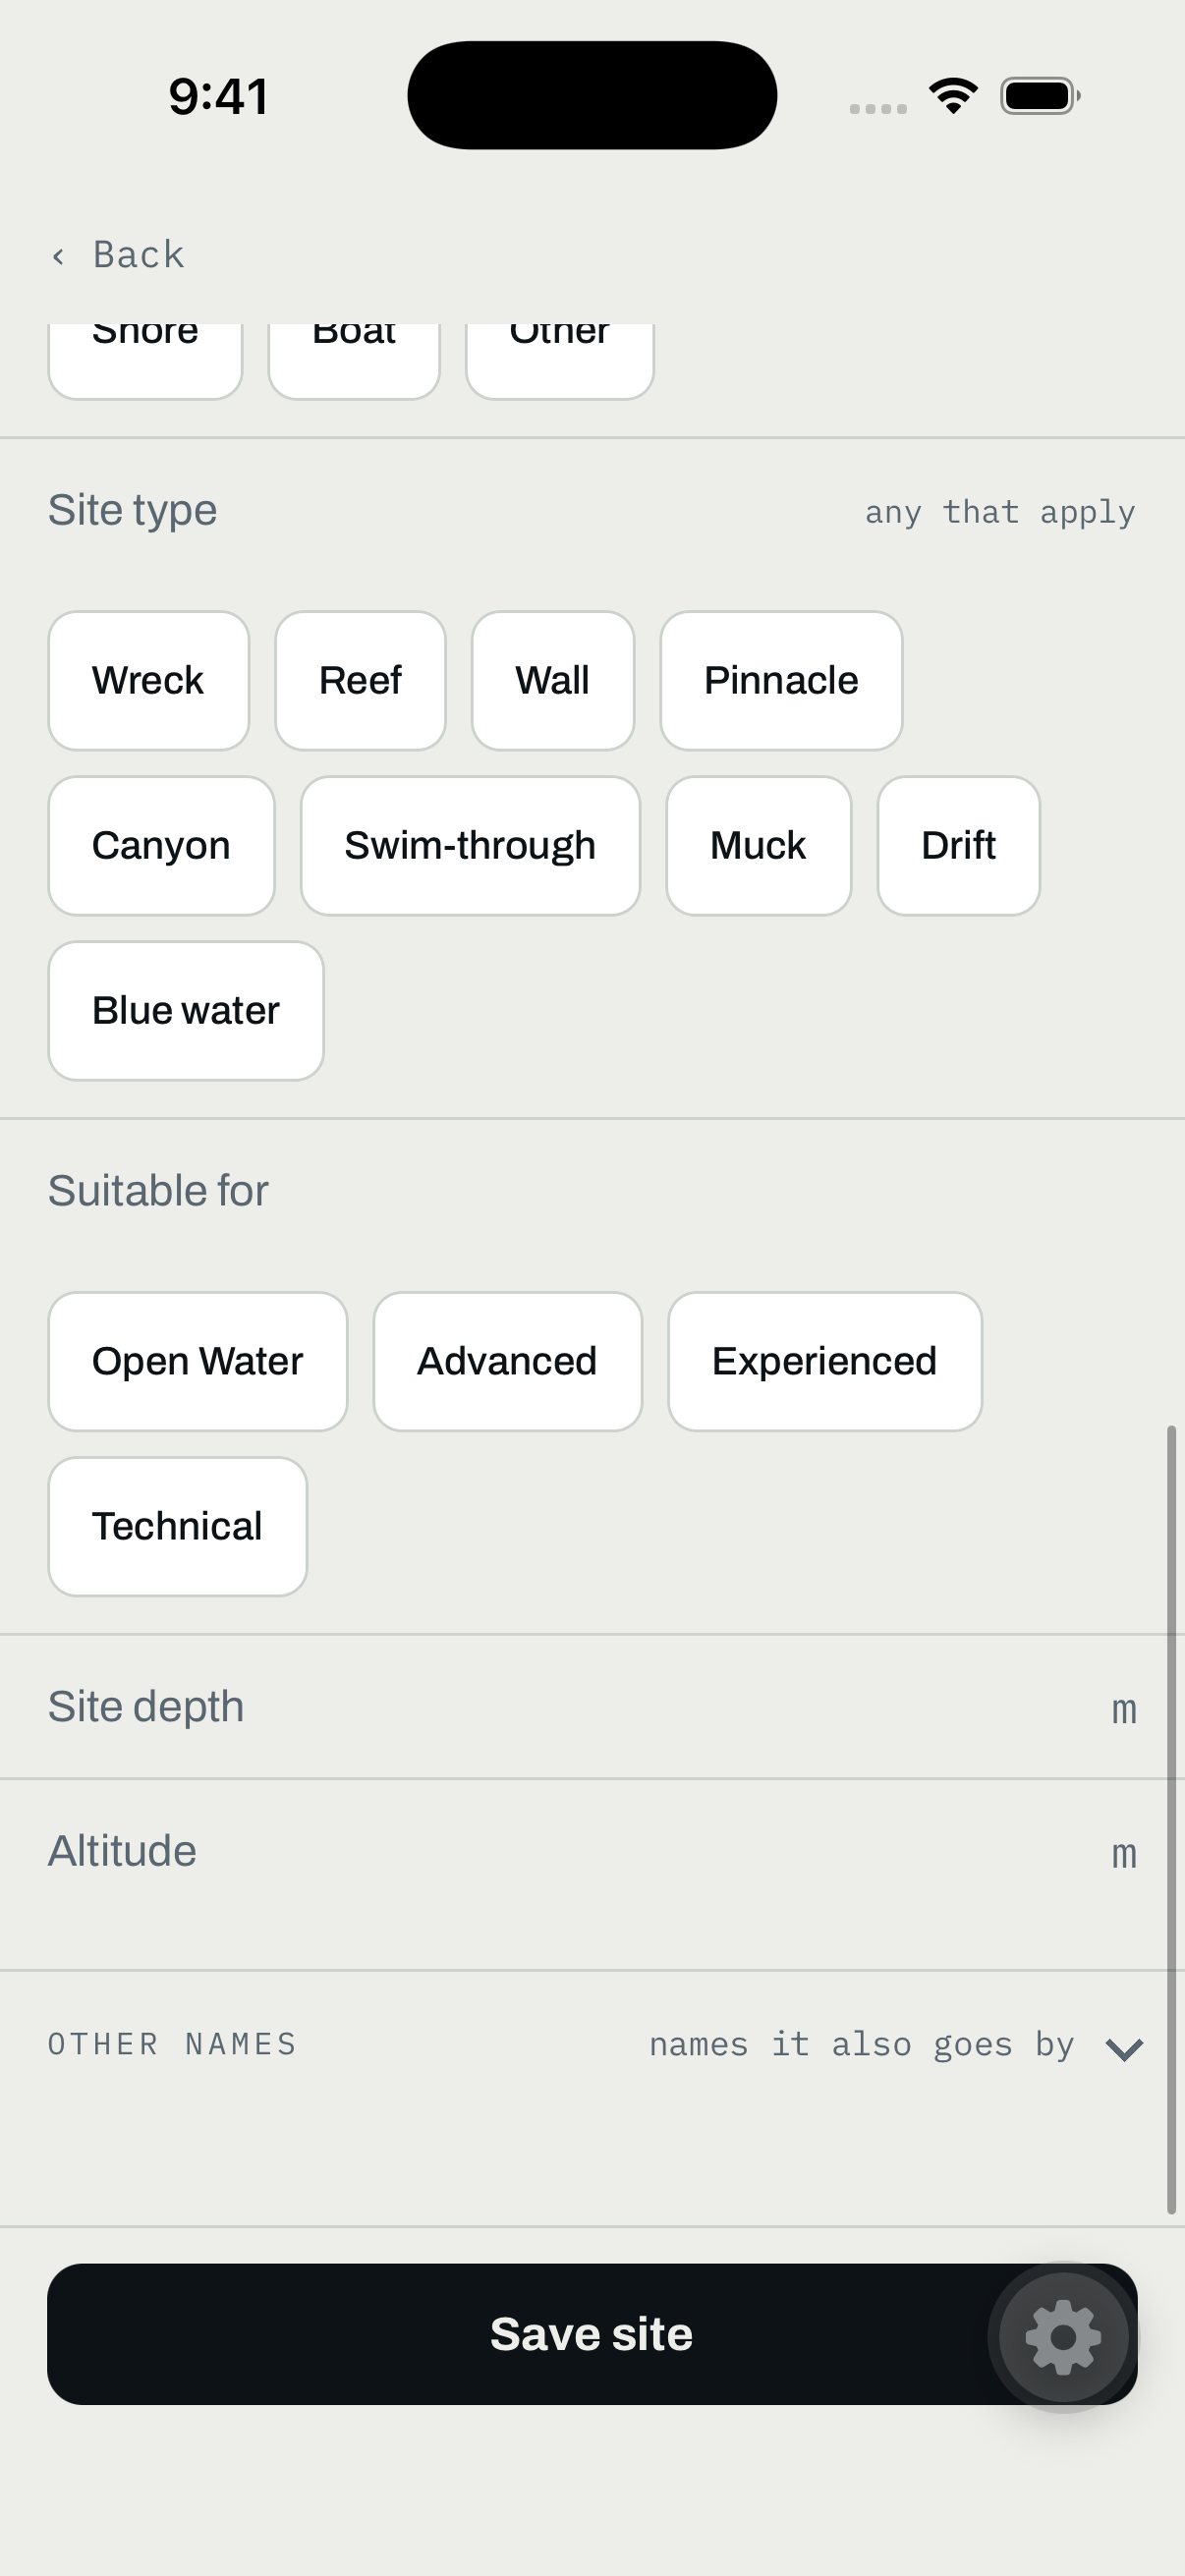 9:41
‹ Back
Shore Boat Other
Site type any that apply
Wreck Reef Wall Pinnacle
Canyon Swim-through Muck Drift
Blue water
Suitable for
Open Water Advanced Experienced
Technical
Site depth m
Altitude m
OTHER NAMES names it also goes by
Save site